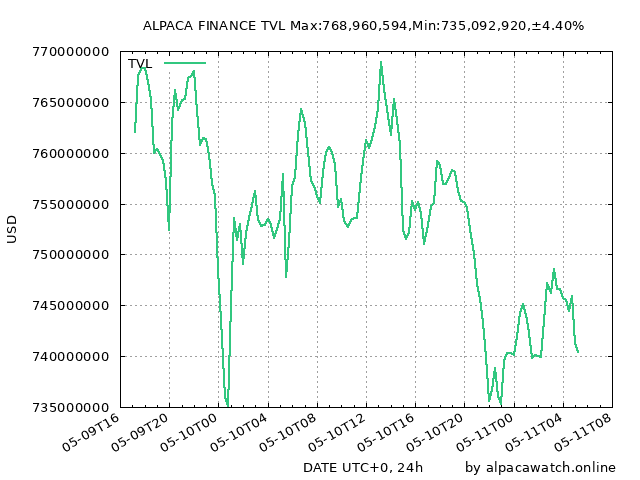 ALPACA FINANCE TVL Max:768,960,594,Min:735,092,920,±4.40%
770000000
TVL
765000000
760000000
755000000
750000000
745000000
740000000
735000000
USD
05-09T16
05-09T20
05-10T00
05-10T04
05-10T08
05-10T12
05-10T16
05-10T20
05-11T00
05-11T04
05-11T08
DATE UTC+0, 24h
by alpacawatch.online